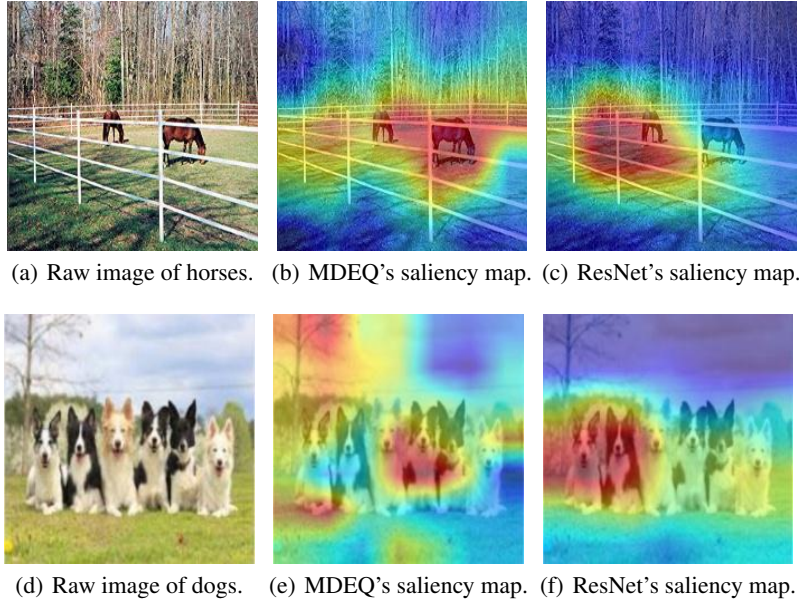 (a) Raw image of horses.
(b) MDEQ's saliency map.
(c) ResNet's saliency map.
(d) Raw image of dogs.
(e) MDEQ's saliency map.
(f) ResNet's saliency map.